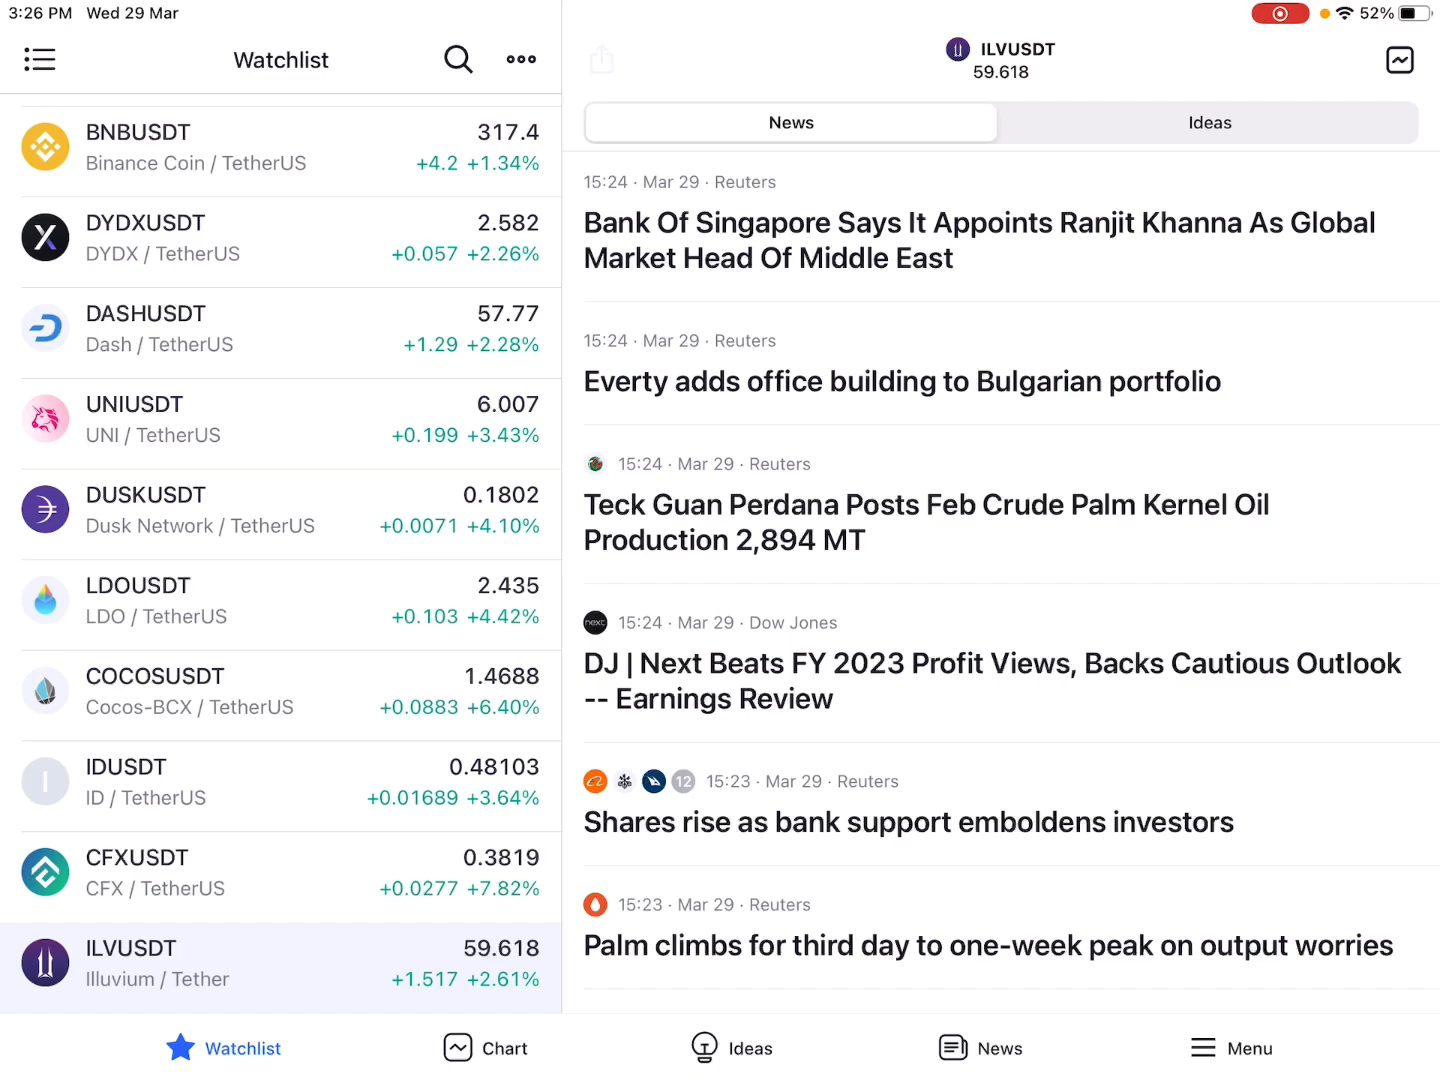 3:26 PM Wed 29 Mar
52%
Watchlist
BNBUSDT 317.4
Binance Coin / TetherUS +4.2 +1.34%
DYDXUSDT 2.582
DYDX / TetherUS +0.057 +2.26%
DASHUSDT 57.77
Dash / TetherUS +1.29 +2.28%
UNIUSDT 6.007
UNI / TetherUS +0.199 +3.43%
DUSKUSDT 0.1802
Dusk Network / TetherUS +0.0071 +4.10%
LDOUSDT 2.435
LDO / TetherUS +0.103 +4.42%
COCOSUSDT 1.4688
Cocos-BCX / TetherUS +0.0883 +6.40%
I
IDUSDT 0.48103
ID / TetherUS +0.01689 +3.64%
CFXUSDT 0.3819
CFX / TetherUS +0.0277 +7.82%
ILVUSDT 59.618
Illuvium / Tether +1.517 +2.61%
ILVUSDT
59.618
News Ideas
15:24 · Mar 29 · Reuters
Bank Of Singapore Says It Appoints Ranjit Khanna As Global
Market Head Of Middle East
15:24 · Mar 29 · Reuters
Everty adds office building to Bulgarian portfolio
15:24 · Mar 29 · Reuters
Teck Guan Perdana Posts Feb Crude Palm Kernel Oil
Production 2,894 MT
next 15:24 · Mar 29 · Dow Jones
DJ | Next Beats FY 2023 Profit Views, Backs Cautious Outlook
-- Earnings Review
12 15:23 · Mar 29 · Reuters
Shares rise as bank support emboldens investors
15:23 · Mar 29 · Reuters
Palm climbs for third day to one-week peak on output worries
Watchlist Chart Ideas News Menu